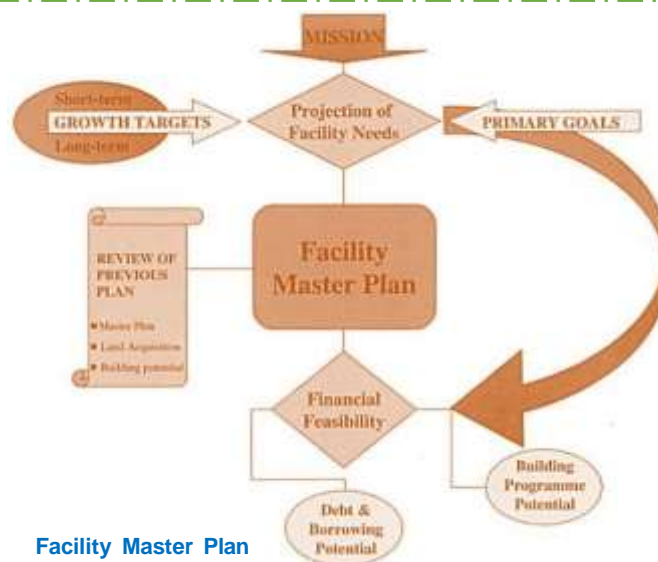 MISSION
Short-term
GROWTH TARGETS
Long-term
Projection of
Facility Needs
PRIMARY GOALS
REVIEW OF
PREVIOUS
PLAN
■ Master Plan
■ Land Acquisition
■ Building potential
Facility
Master Plan
Financial
Feasibility
Building
Programme
Potential
Debt &
Borrowing
Potential
Facility Master Plan